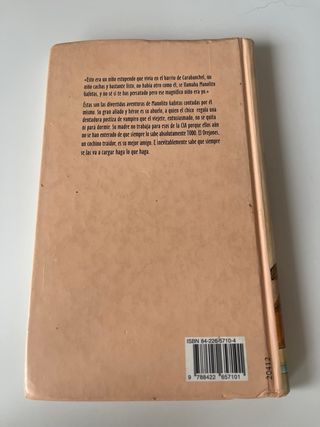 «Esto era un niño estupendo que vivía en el barrio de Carabanchel, un
niño cachas y bastante listo, no había otro como él, se llamaba Manolito
Gafotas, y no sé si te has percatado pero ese magnífico niño era yo.»
Éstas son las divertidas aventuras de Manolito Gafotas contadas por él
mismo. Su gran aliado y héroe es su abuelo, a quien el chico regala una
dentadura postiza de vampiro que el viejete, entusiasmado, no se quita
ni para dormir. Su madre no trabaja para esos de la CIA porque ellos aún
no se han enterado de que siempre lo sabe absolutamente TODO. El Orejones,
un cochino traidor, es su mejor amigo. E inevitablemente sabe que siempre
se las va a cargar haga lo que haga.
ISBN 84-226-5710-4
9 788422 657101
20412